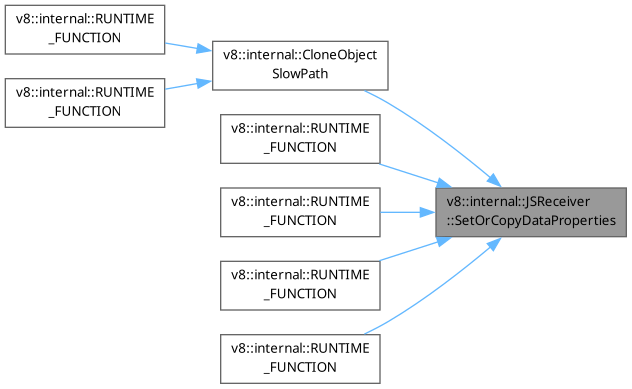 v8::internal::RUNTIME
_FUNCTION
v8::internal::CloneObject
SlowPath
v8::internal::RUNTIME
_FUNCTION
v8::internal::RUNTIME
_FUNCTION
v8::internal::RUNTIME
_FUNCTION
v8::internal::JSReceiver
::SetOrCopyDataProperties
v8::internal::RUNTIME
_FUNCTION
v8::internal::RUNTIME
_FUNCTION